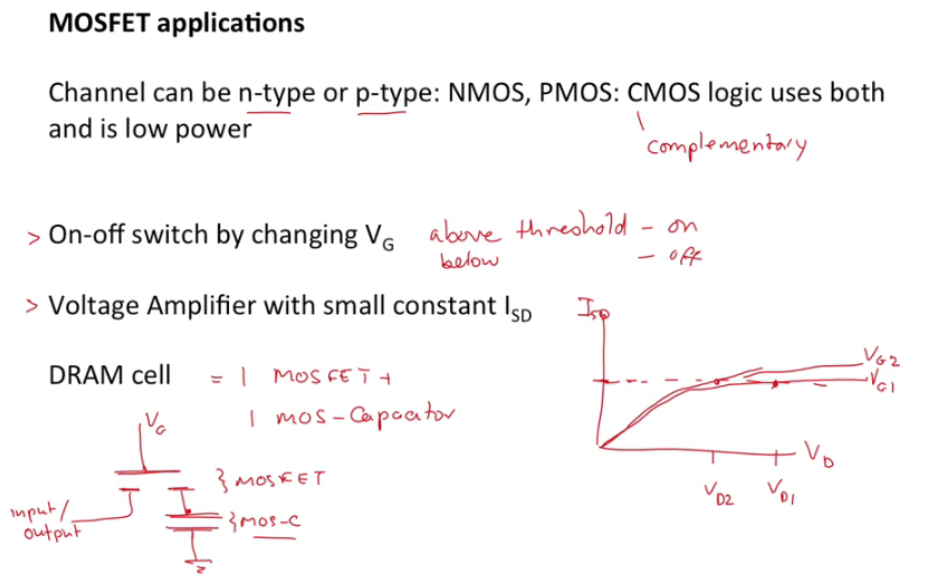 MOSFET applications
Channel can be n-type or p-type: NMOS, PMOS: CMOS logic uses both
and is low power
complementary
> On-off switch by changing VG above threshold - on
below - off
> Voltage Amplifier with small constant ISD
ISD
VG2
VG1
VD
VD2 VD1
DRAM cell = 1 MOSFET +
1 MOS-Capacitor
VG
} MOSFET
input/
output
} MOS-C